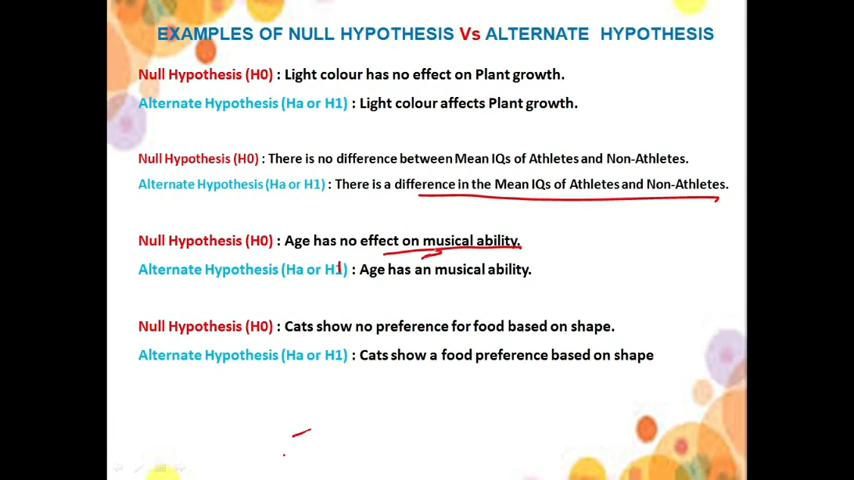 EXAMPLES OF NULL HYPOTHESIS Vs ALTERNATE HYPOTHESIS
Null Hypothesis (H0) : Light colour has no effect on Plant growth.
Alternate Hypothesis (Ha or H1) : Light colour affects Plant growth.
Null Hypothesis (H0) : There is no difference between Mean IQs of Athletes and Non-Athletes.
Alternate Hypothesis (Ha or H1) : There is a difference in the Mean IQs of Athletes and Non-Athletes.
Null Hypothesis (H0) : Age has no effect on musical ability.
Alternate Hypothesis (Ha or H1) : Age has an musical ability.
Null Hypothesis (H0) : Cats show no preference for food based on shape.
Alternate Hypothesis (Ha or H1) : Cats show a food preference based on shape